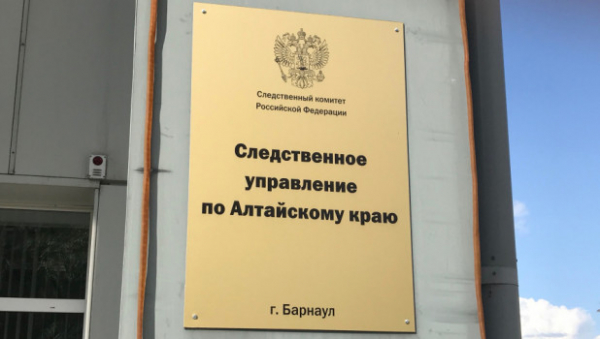 Следственный комитет
Российской Федерации
Следственное
управление
по Алтайскому краю
г. Барнаул